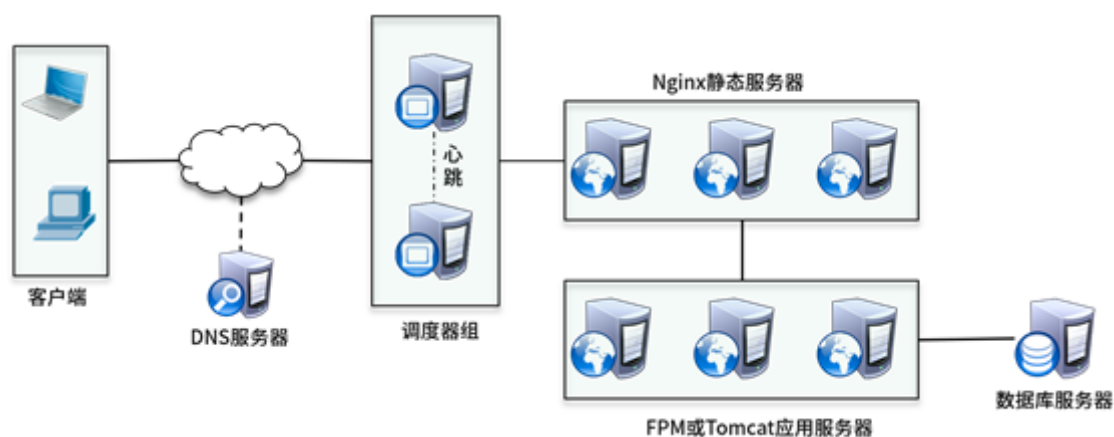 客户端
DNS服务器
心
跳
调度器组
Nginx静态服务器
FPM或Tomcat应用服务器
数据库服务器